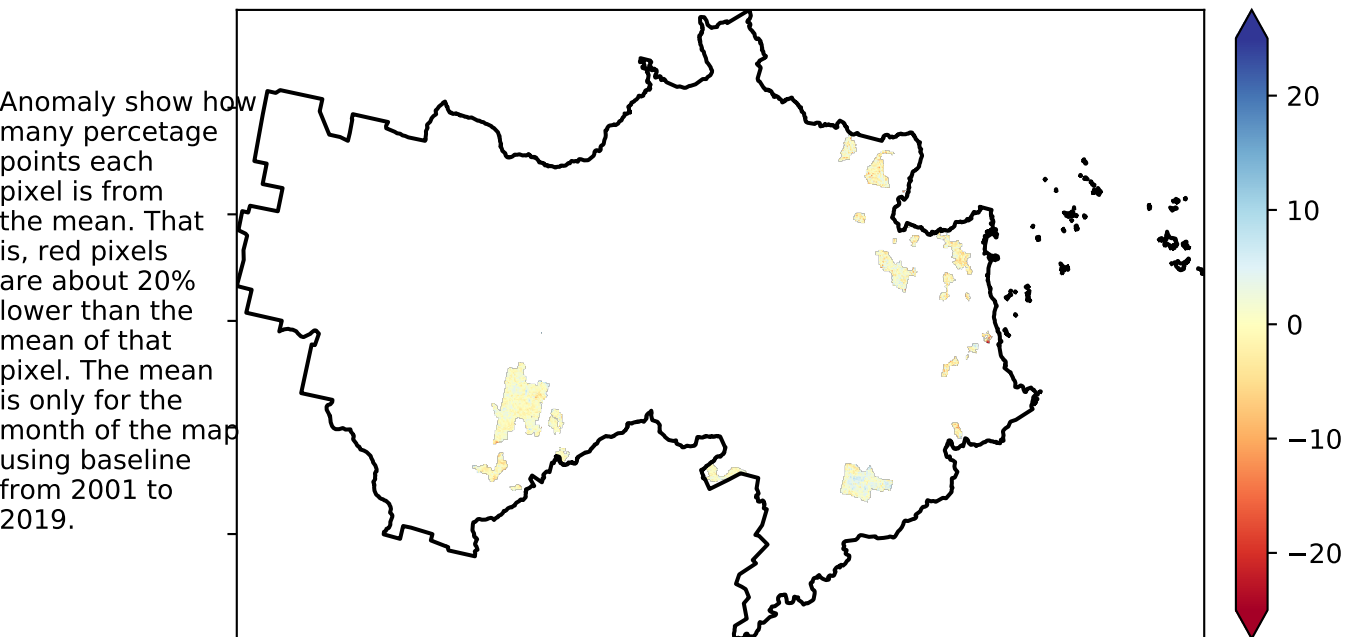 Anomaly show how
many percetage
points each
pixel is from
the mean. That
is, red pixels
are about 20%
lower than the
mean of that
pixel. The mean
is only for the
month of the map
using baseline
from 2001 to
2019.
20
10
0
−10
−20